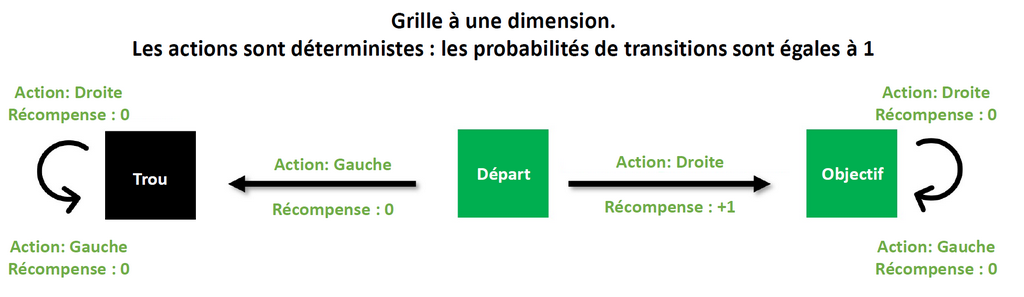 Grille à une dimension.
Les actions sont déterministes : les probabilités de transitions sont égales à 1
Action: Droite
Récompense : 0
Trou
Action: Gauche
Récompense : 0
Action: Gauche
Récompense : 0
Départ
Action: Droite
Récompense : +1
Objectif
Action: Droite
Récompense : 0
Action: Gauche
Récompense : 0